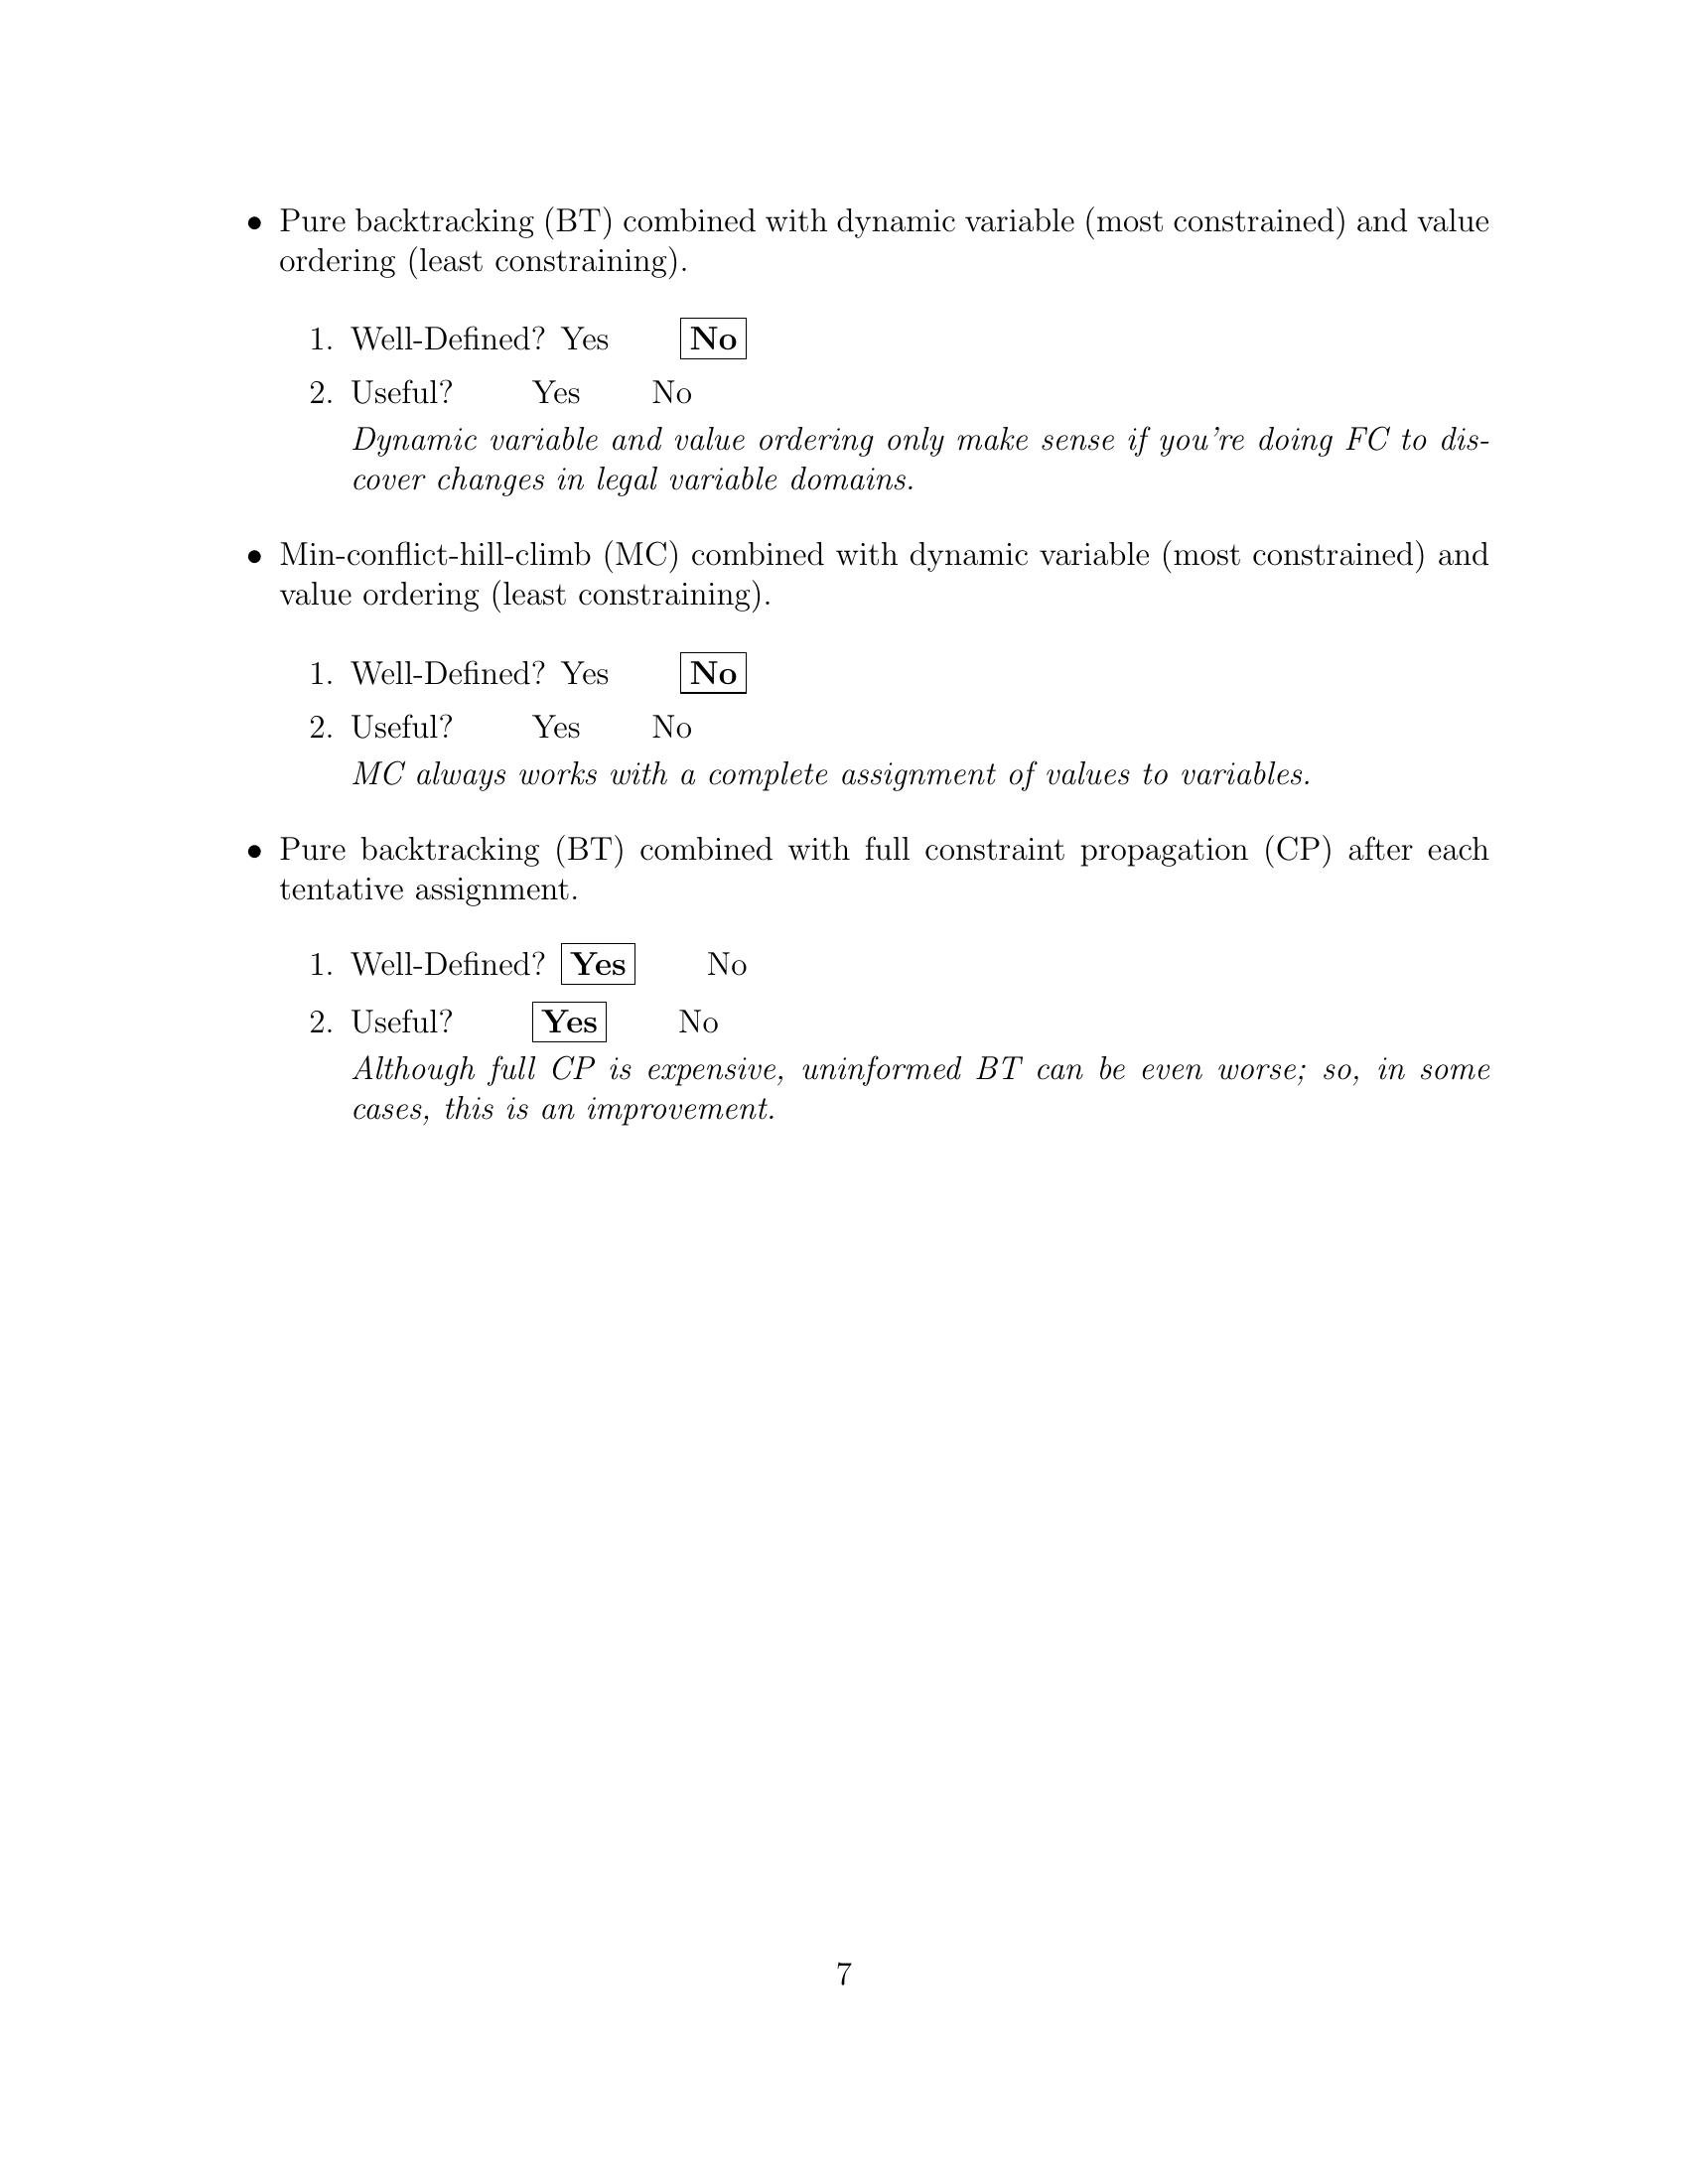 • Pure backtracking (BT) combined with dynamic variable (most constrained) and value
ordering (least constraining).
1. Well-Defined? Yes No
2. Useful? Yes No
Dynamic variable and value ordering only make sense if you're doing FC to dis-
cover changes in legal variable domains.
• Min-conflict-hill-climb (MC) combined with dynamic variable (most constrained) and
value ordering (least constraining).
1. Well-Defined? Yes No
2. Useful? Yes No
MC always works with a complete assignment of values to variables.
• Pure backtracking (BT) combined with full constraint propagation (CP) after each
tentative assignment.
1. Well-Defined? Yes No
2. Useful? Yes No
Although full CP is expensive, uninformed BT can be even worse; so, in some
cases, this is an improvement.
7